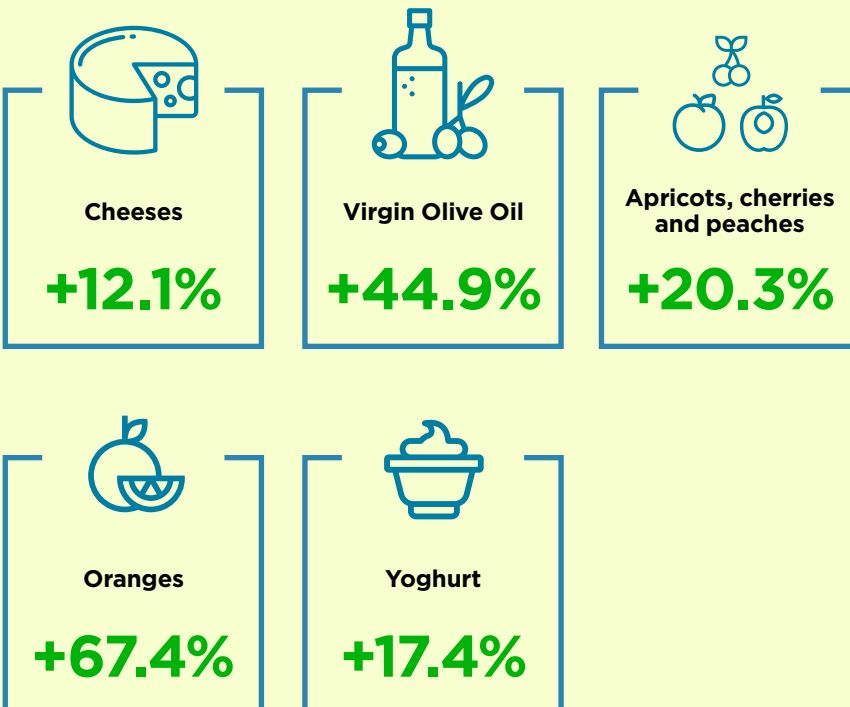 Cheeses
+12.1%
Virgin Olive Oil
+44.9%
Apricots, cherries
and peaches
+20.3%
Oranges
+67.4%
Yoghurt
+17.4%